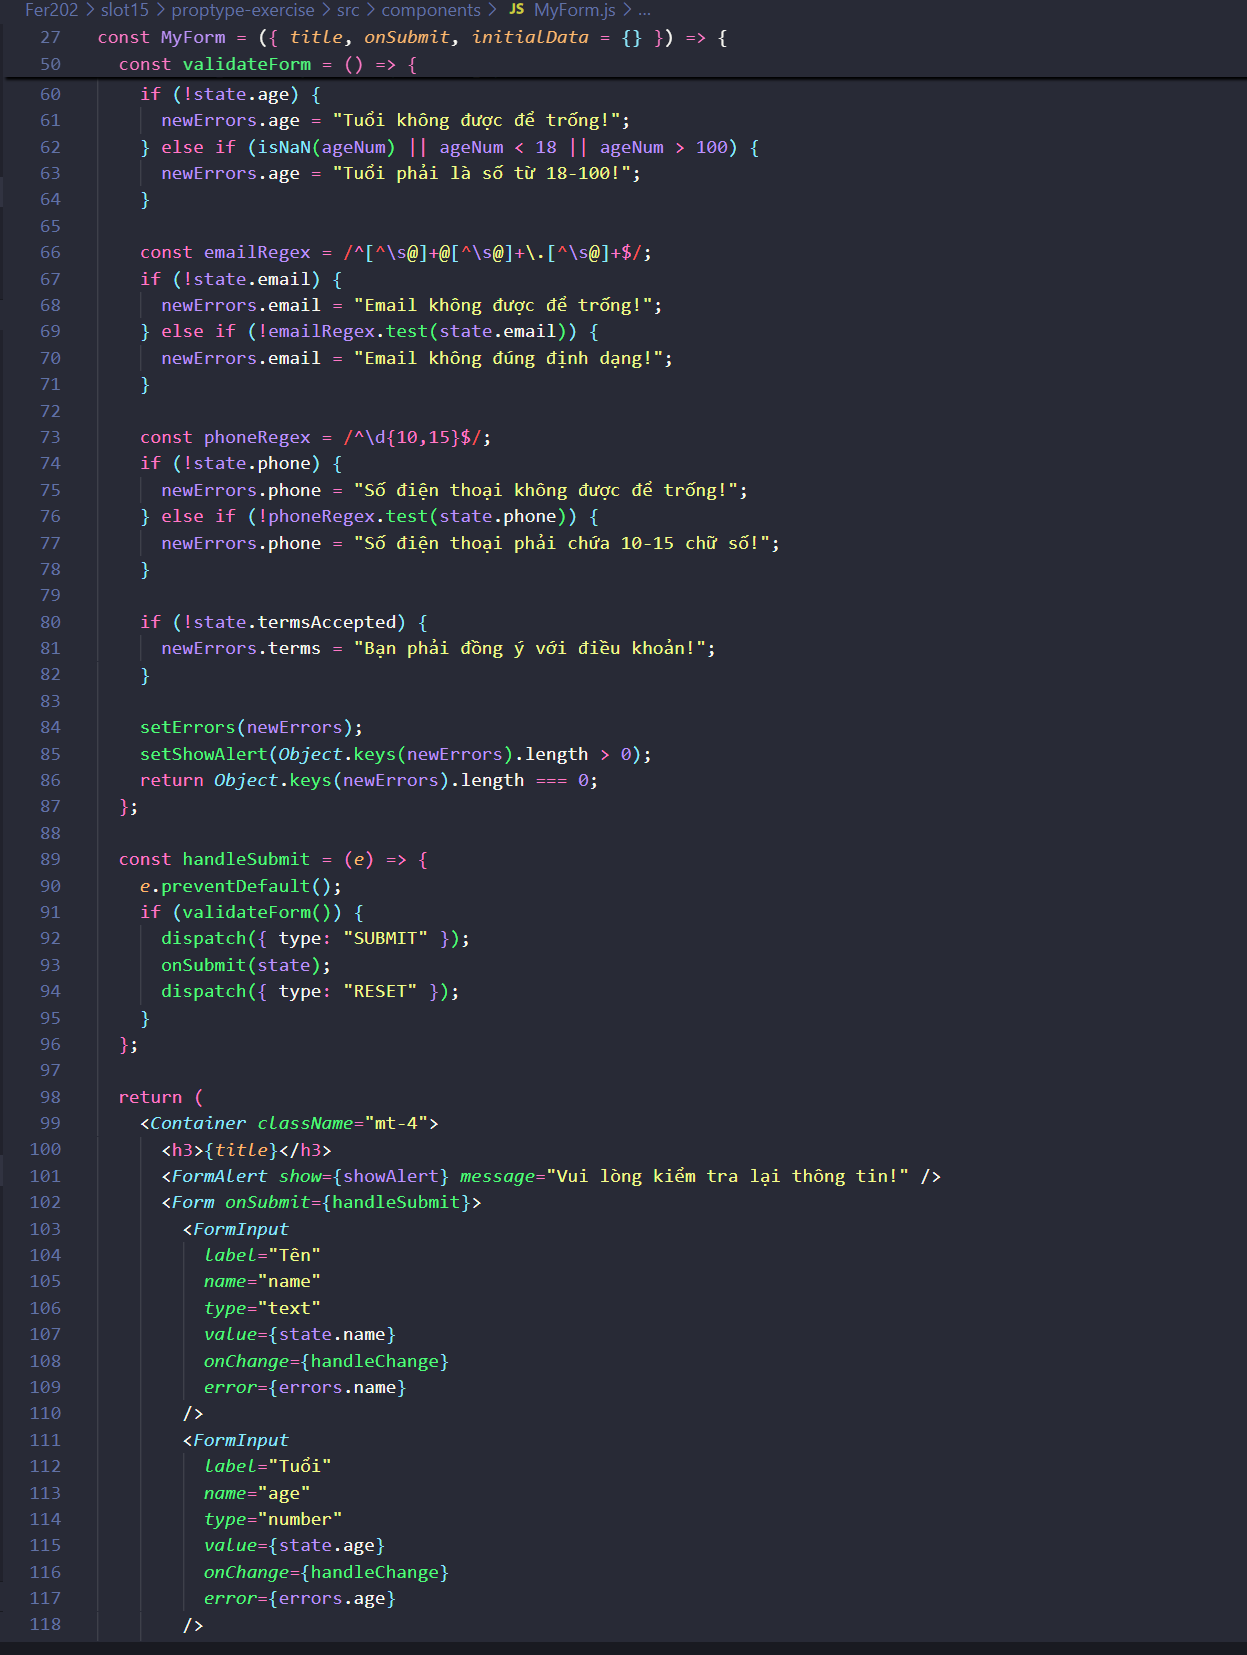 Fer202 > slot15 > proptype-exercise > src > components > JS MyForm.js > ...
27 const MyForm = ({ title, onSubmit, initialData = {} }) => {
50   const validateForm = () => {
60     if (!state.age) {
61       newErrors.age = "Tuổi không được để trống!";
62     } else if (isNaN(ageNum) || ageNum < 18 || ageNum > 100) {
63       newErrors.age = "Tuổi phải là số từ 18-100!";
64     }
65
66     const emailRegex = /^[^\s@]+@[^\s@]+\.[^\s@]+$/;
67     if (!state.email) {
68       newErrors.email = "Email không được để trống!";
69     } else if (!emailRegex.test(state.email)) {
70       newErrors.email = "Email không đúng định dạng!";
71     }
72
73     const phoneRegex = /^\d{10,15}$/;
74     if (!state.phone) {
75       newErrors.phone = "Số điện thoại không được để trống!";
76     } else if (!phoneRegex.test(state.phone)) {
77       newErrors.phone = "Số điện thoại phải chứa 10-15 chữ số!";
78     }
79
80     if (!state.termsAccepted) {
81       newErrors.terms = "Bạn phải đồng ý với điều khoản!";
82     }
83
84     setErrors(newErrors);
85     setShowAlert(Object.keys(newErrors).length > 0);
86     return Object.keys(newErrors).length === 0;
87   };
88
89   const handleSubmit = (e) => {
90     e.preventDefault();
91     if (validateForm()) {
92       dispatch({ type: "SUBMIT" });
93       onSubmit(state);
94       dispatch({ type: "RESET" });
95     }
96   };
97
98   return (
99     <Container className="mt-4">
100       <h3>{title}</h3>
101       <FormAlert show={showAlert} message="Vui lòng kiểm tra lại thông tin!" />
102       <Form onSubmit={handleSubmit}>
103         <FormInput
104           label="Tên"
105           name="name"
106           type="text"
107           value={state.name}
108           onChange={handleChange}
109           error={errors.name}
110         />
111         <FormInput
112           label="Tuổi"
113           name="age"
114           type="number"
115           value={state.age}
116           onChange={handleChange}
117           error={errors.age}
118         />